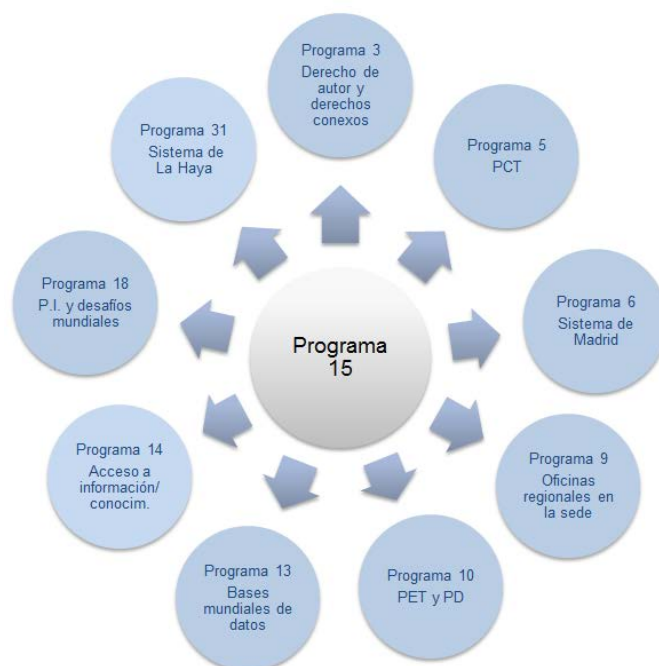 Programa 3
Derecho de
autor y
derechos
conexos
Programa 5
PCT
Programa 6
Sistema de
Madrid
Programa 9
Oficinas
regionales en
la sede
Programa 10
PET y PD
Programa 13
Bases
mundiales de
datos
Programa 14
Acceso a
información/
conocim.
Programa 18
P.I. y desafíos
mundiales
Programa 31
Sistema de
La Haya
Programa
15